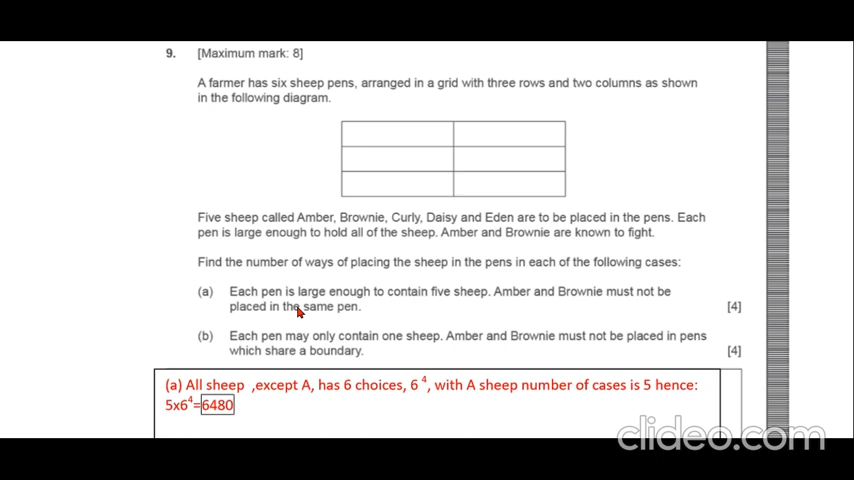 9. [Maximum mark: 8]
A farmer has six sheep pens, arranged in a grid with three rows and two columns as shown
in the following diagram.
Five sheep called Amber, Brownie, Curly, Daisy and Eden are to be placed in the pens. Each
pen is large enough to hold all of the sheep. Amber and Brownie are known to fight.
Find the number of ways of placing the sheep in the pens in each of the following cases:
(a) Each pen is large enough to contain five sheep. Amber and Brownie must not be
placed in the same pen. [4]
(b) Each pen may only contain one sheep. Amber and Brownie must not be placed in pens
which share a boundary. [4]
(a) All sheep ,except A, has 6 choices, 6 ⁴, with A sheep number of cases is 5 hence:
5x6⁴=6480
clideo.com